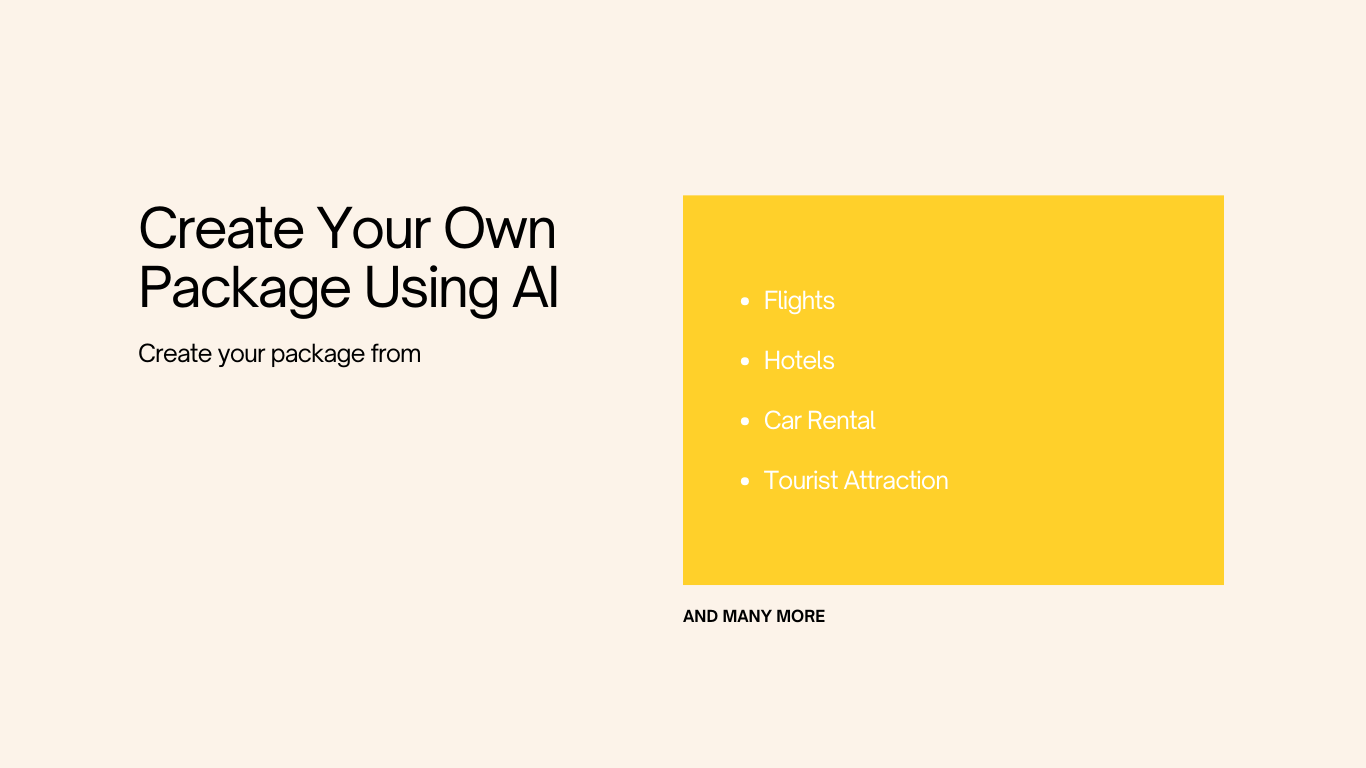 Create Your Own
Package Using AI
Create your package from
• Flights
• Hotels
• Car Rental
• Tourist Attraction
AND MANY MORE